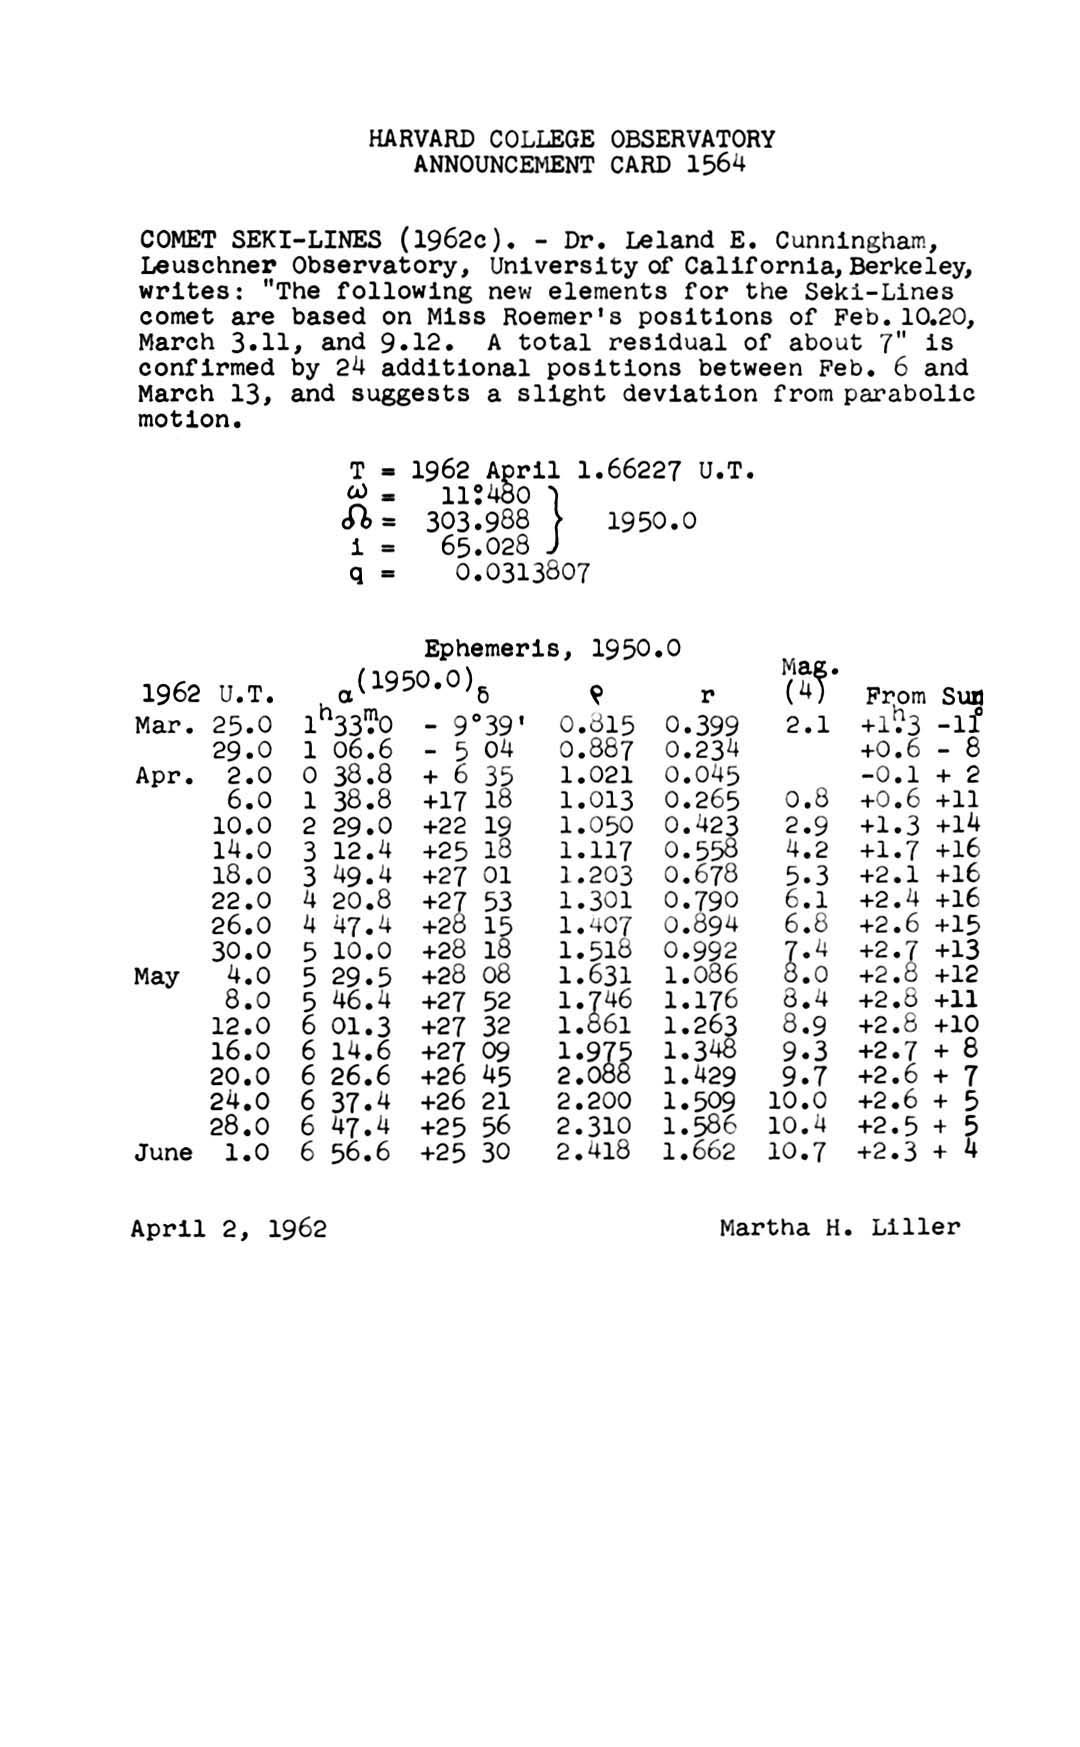 HARVARD COLLEGE OBSERVATORY
ANNOUNCEMENT CARD 1564
COMET SEKI-LINES (1962c). - Dr. Leland E. Cunningham,
Leuschner Observatory, University of California, Berkeley,
writes: "The following new elements for the Seki-Lines
comet are based on Miss Roemer's positions of Feb. 10.20,
March 3.11, and 9.12. A total residual of about 7" is
confirmed by 24 additional positions between Feb. 6 and
March 13, and suggests a slight deviation from parabolic
motion.
T = 1962 April 1.66227 U.T.
ω = 11°.480
☊ = 303.988 } 1950.0
i = 65.028
q = 0.0313807
Ephemeris, 1950.0
1962 U.T. α (1950.0) δ ρ r Mag. (4) From Sun
Mar. 25.0 1h33m.0 - 9°39' 0.815 0.399 2.1 +1h.3 -11°
29.0 1 06.6 - 5 04 0.887 0.234 +0.6 - 8
Apr. 2.0 0 38.8 + 6 35 1.021 0.045 -0.1 + 2
6.0 1 38.8 +17 18 1.013 0.265 0.8 +0.6 +11
10.0 2 29.0 +22 19 1.050 0.423 2.9 +1.3 +14
14.0 3 12.4 +25 18 1.117 0.558 4.2 +1.7 +16
18.0 3 49.4 +27 01 1.203 0.678 5.3 +2.1 +16
22.0 4 20.8 +27 53 1.301 0.790 6.1 +2.4 +16
26.0 4 47.4 +28 15 1.407 0.894 6.8 +2.6 +15
30.0 5 10.0 +28 18 1.518 0.992 7.4 +2.7 +13
May 4.0 5 29.5 +28 08 1.631 1.086 8.0 +2.8 +12
8.0 5 46.4 +27 52 1.746 1.176 8.4 +2.8 +11
12.0 6 01.3 +27 32 1.861 1.263 8.9 +2.8 +10
16.0 6 14.6 +27 09 1.975 1.348 9.3 +2.7 + 8
20.0 6 26.6 +26 45 2.088 1.429 9.7 +2.6 + 7
24.0 6 37.4 +26 21 2.200 1.509 10.0 +2.6 + 5
28.0 6 47.4 +25 56 2.310 1.586 10.4 +2.5 + 5
June 1.0 6 56.6 +25 30 2.418 1.662 10.7 +2.3 + 4
April 2, 1962 Martha H. Liller